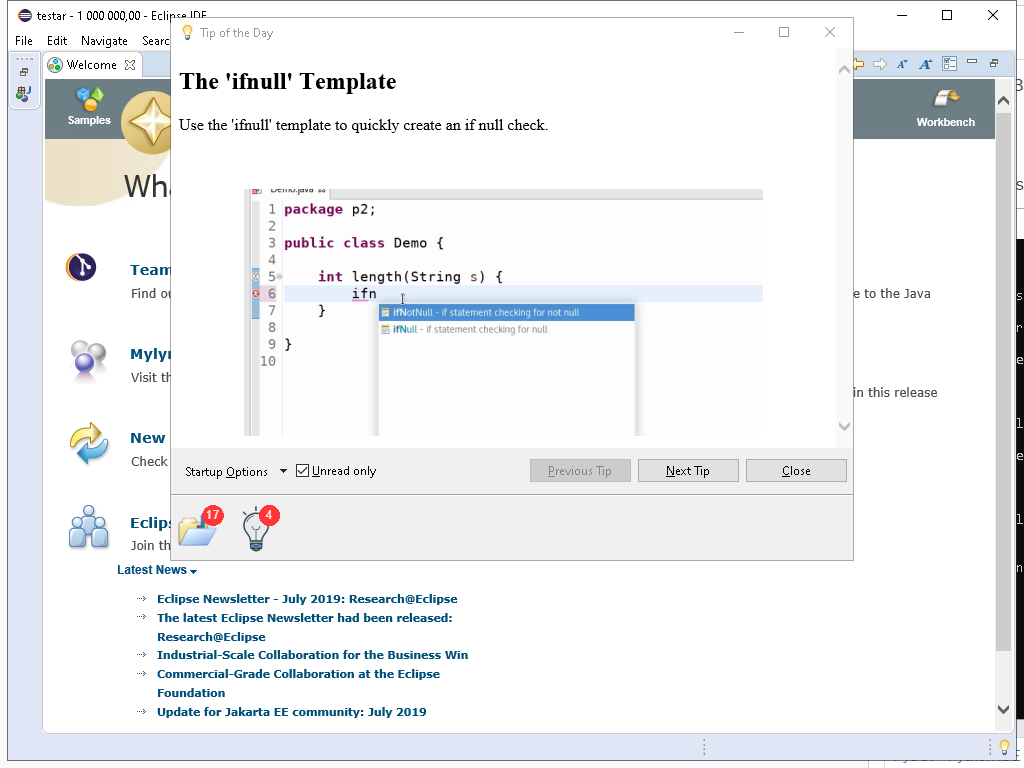 testar - 1 000 000,00 - Eclipse IDE
File Edit Navigate Searc
Tip of the Day
Welcome
Samples
Workbench
The 'ifnull' Template
Use the 'ifnull' template to quickly create an if null check.
Demo.java
1 package p2;
2
3 public class Demo {
4
5 int length(String s) {
6 ifn
7 }
8
9 }
10
ifNotNull - if statement checking for not null
ifNull - if statement checking for null
Team
e to the Java
Visit th
in this release
New
Check
Join th
Startup Options
Unread only
Previous Tip
Next Tip
Close
17
4
Latest News
Eclipse Newsletter - July 2019: Research@Eclipse
The latest Eclipse Newsletter had been released:
Research@Eclipse
Industrial-Scale Collaboration for the Business Win
Commercial-Grade Collaboration at the Eclipse
Foundation
Update for Jakarta EE community: July 2019